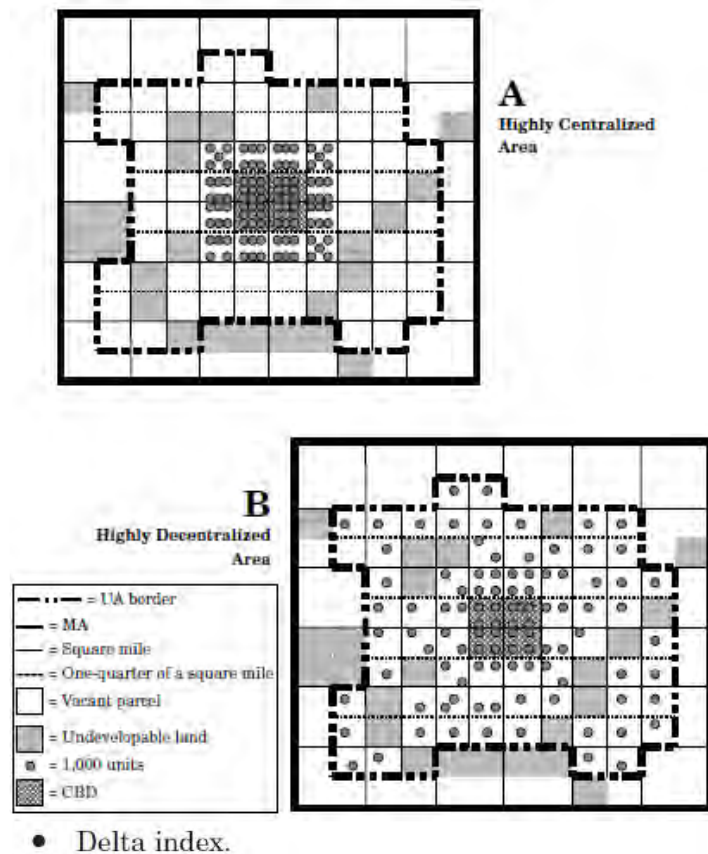 A
Highly Centralized
Area
B
Highly Decentralized
Area
= UA border
= MA
= Square mile
= One-quarter of a square mile
= Vacant parcel
= Undevelopable land
= 1,000 units
= CBD
• Delta index.